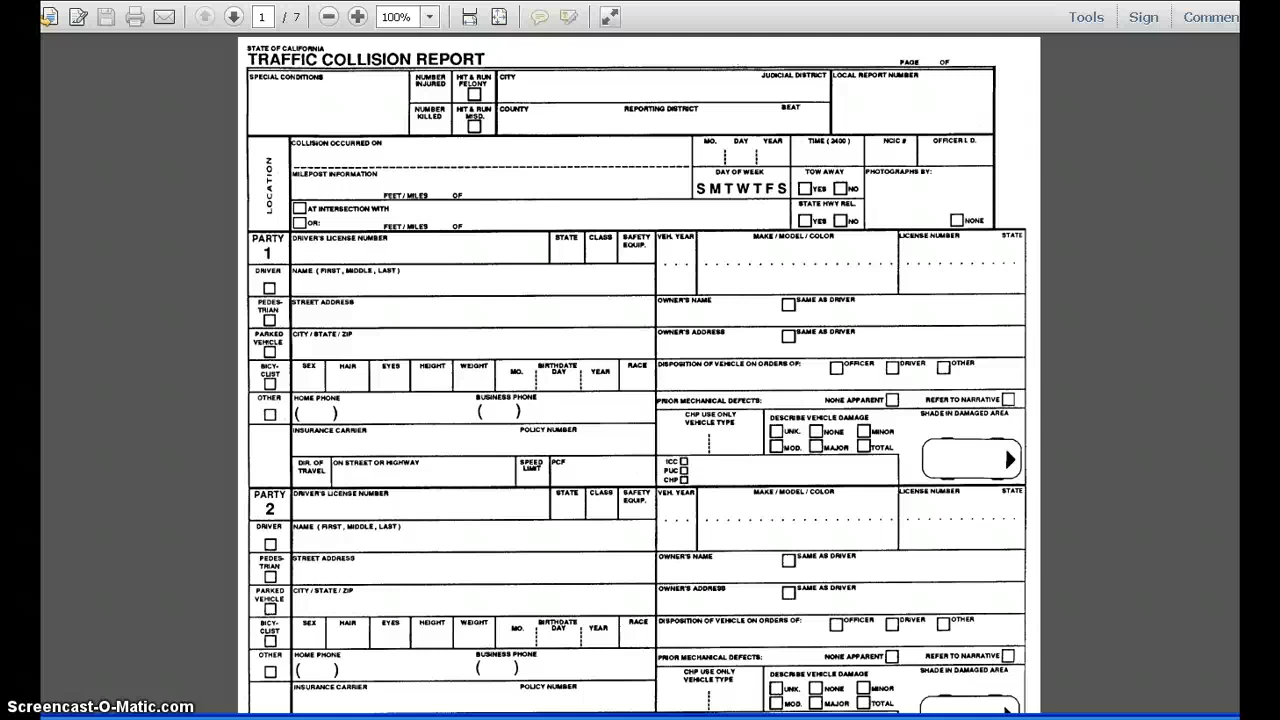 1 / 7 100% Tools Sign Commen
STATE OF CALIFORNIA
TRAFFIC COLLISION REPORT
PAGE OF
SPECIAL CONDITIONS NUMBER INJURED HIT & RUN FELONY CITY JUDICIAL DISTRICT LOCAL REPORT NUMBER
NUMBER KILLED HIT & RUN MISD. COUNTY REPORTING DISTRICT BEAT
LOCATION
COLLISION OCCURRED ON MO. DAY YEAR TIME ( 2400 ) NCIC # OFFICER I. D.
MILEPOST INFORMATION DAY OF WEEK TOW AWAY PHOTOGRAPHS BY:
FEET / MILES OF S M T W T F S YES NO
AT INTERSECTION WITH STATE HWY REL.
OR: FEET / MILES OF YES NO NONE
PARTY 1 DRIVER'S LICENSE NUMBER STATE CLASS SAFETY EQUIP. VEH. YEAR MAKE / MODEL / COLOR LICENSE NUMBER STATE
DRIVER NAME ( FIRST , MIDDLE , LAST )
PEDES- TRIAN STREET ADDRESS OWNER'S NAME SAME AS DRIVER
PARKED VEHICLE CITY / STATE / ZIP OWNER'S ADDRESS SAME AS DRIVER
BICY- CLIST SEX HAIR EYES HEIGHT WEIGHT BIRTHDATE MO. DAY YEAR RACE DISPOSITION OF VEHICLE ON ORDERS OF: OFFICER DRIVER OTHER
OTHER HOME PHONE ( ) BUSINESS PHONE ( ) PRIOR MECHANICAL DEFECTS: NONE APPARENT REFER TO NARRATIVE
INSURANCE CARRIER POLICY NUMBER CHP USE ONLY VEHICLE TYPE DESCRIBE VEHICLE DAMAGE SHADE IN DAMAGED AREA
UNK. NONE MINOR
MOD. MAJOR TOTAL
DIR. OF TRAVEL ON STREET OR HIGHWAY SPEED LIMIT PCF ICC
PUC
CHP
PARTY 2 DRIVER'S LICENSE NUMBER STATE CLASS SAFETY EQUIP. VEH. YEAR MAKE / MODEL / COLOR LICENSE NUMBER STATE
DRIVER NAME ( FIRST , MIDDLE , LAST )
PEDES- TRIAN STREET ADDRESS OWNER'S NAME SAME AS DRIVER
PARKED VEHICLE CITY / STATE / ZIP OWNER'S ADDRESS SAME AS DRIVER
BICY- CLIST SEX HAIR EYES HEIGHT WEIGHT BIRTHDATE MO. DAY YEAR RACE DISPOSITION OF VEHICLE ON ORDERS OF: OFFICER DRIVER OTHER
OTHER HOME PHONE ( ) BUSINESS PHONE ( ) PRIOR MECHANICAL DEFECTS: NONE APPARENT REFER TO NARRATIVE
INSURANCE CARRIER POLICY NUMBER CHP USE ONLY VEHICLE TYPE DESCRIBE VEHICLE DAMAGE SHADE IN DAMAGED AREA
UNK. NONE MINOR
MOD. MAJOR TOTAL
Screencast-O-Matic.com